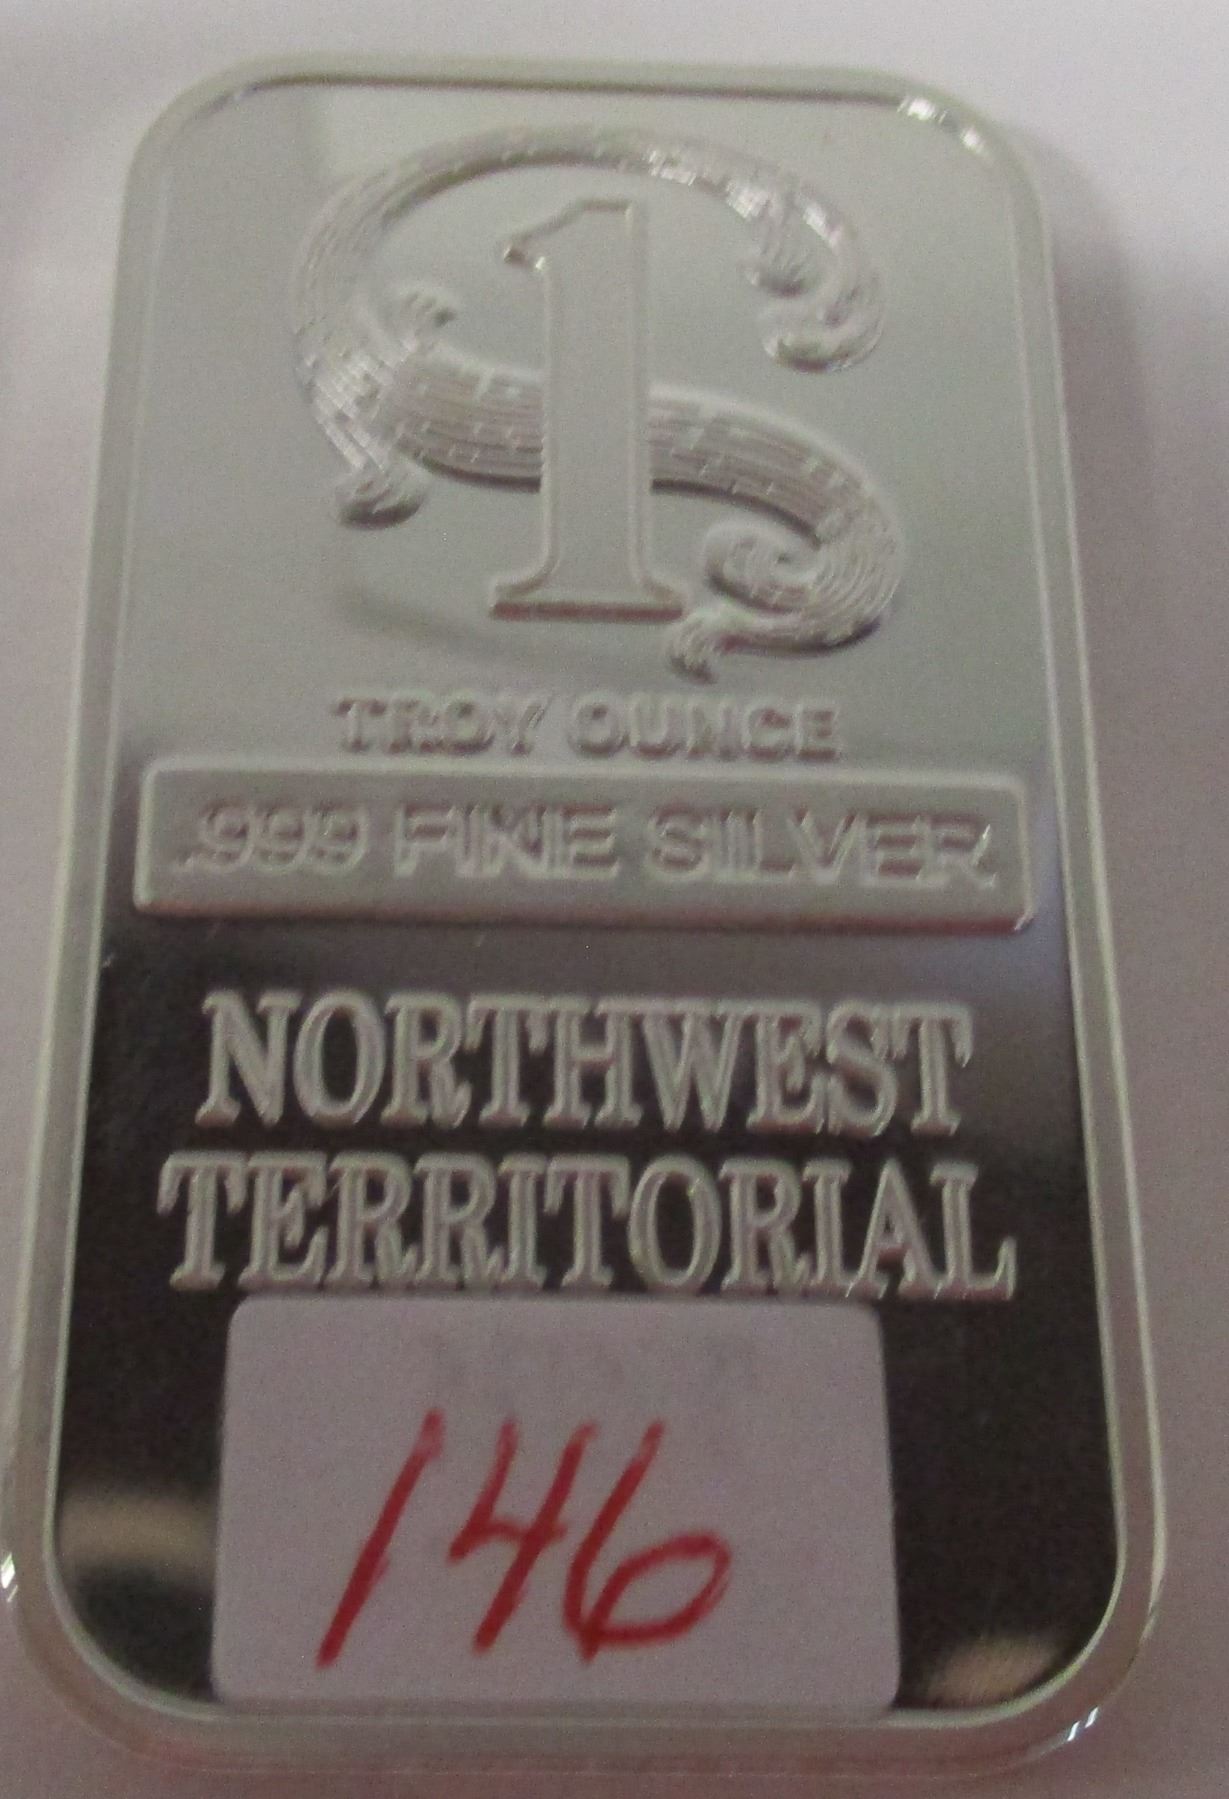 1
TROY OUNCE
.999 FINE SILVER
NORTHWEST
TERRITORIAL
146